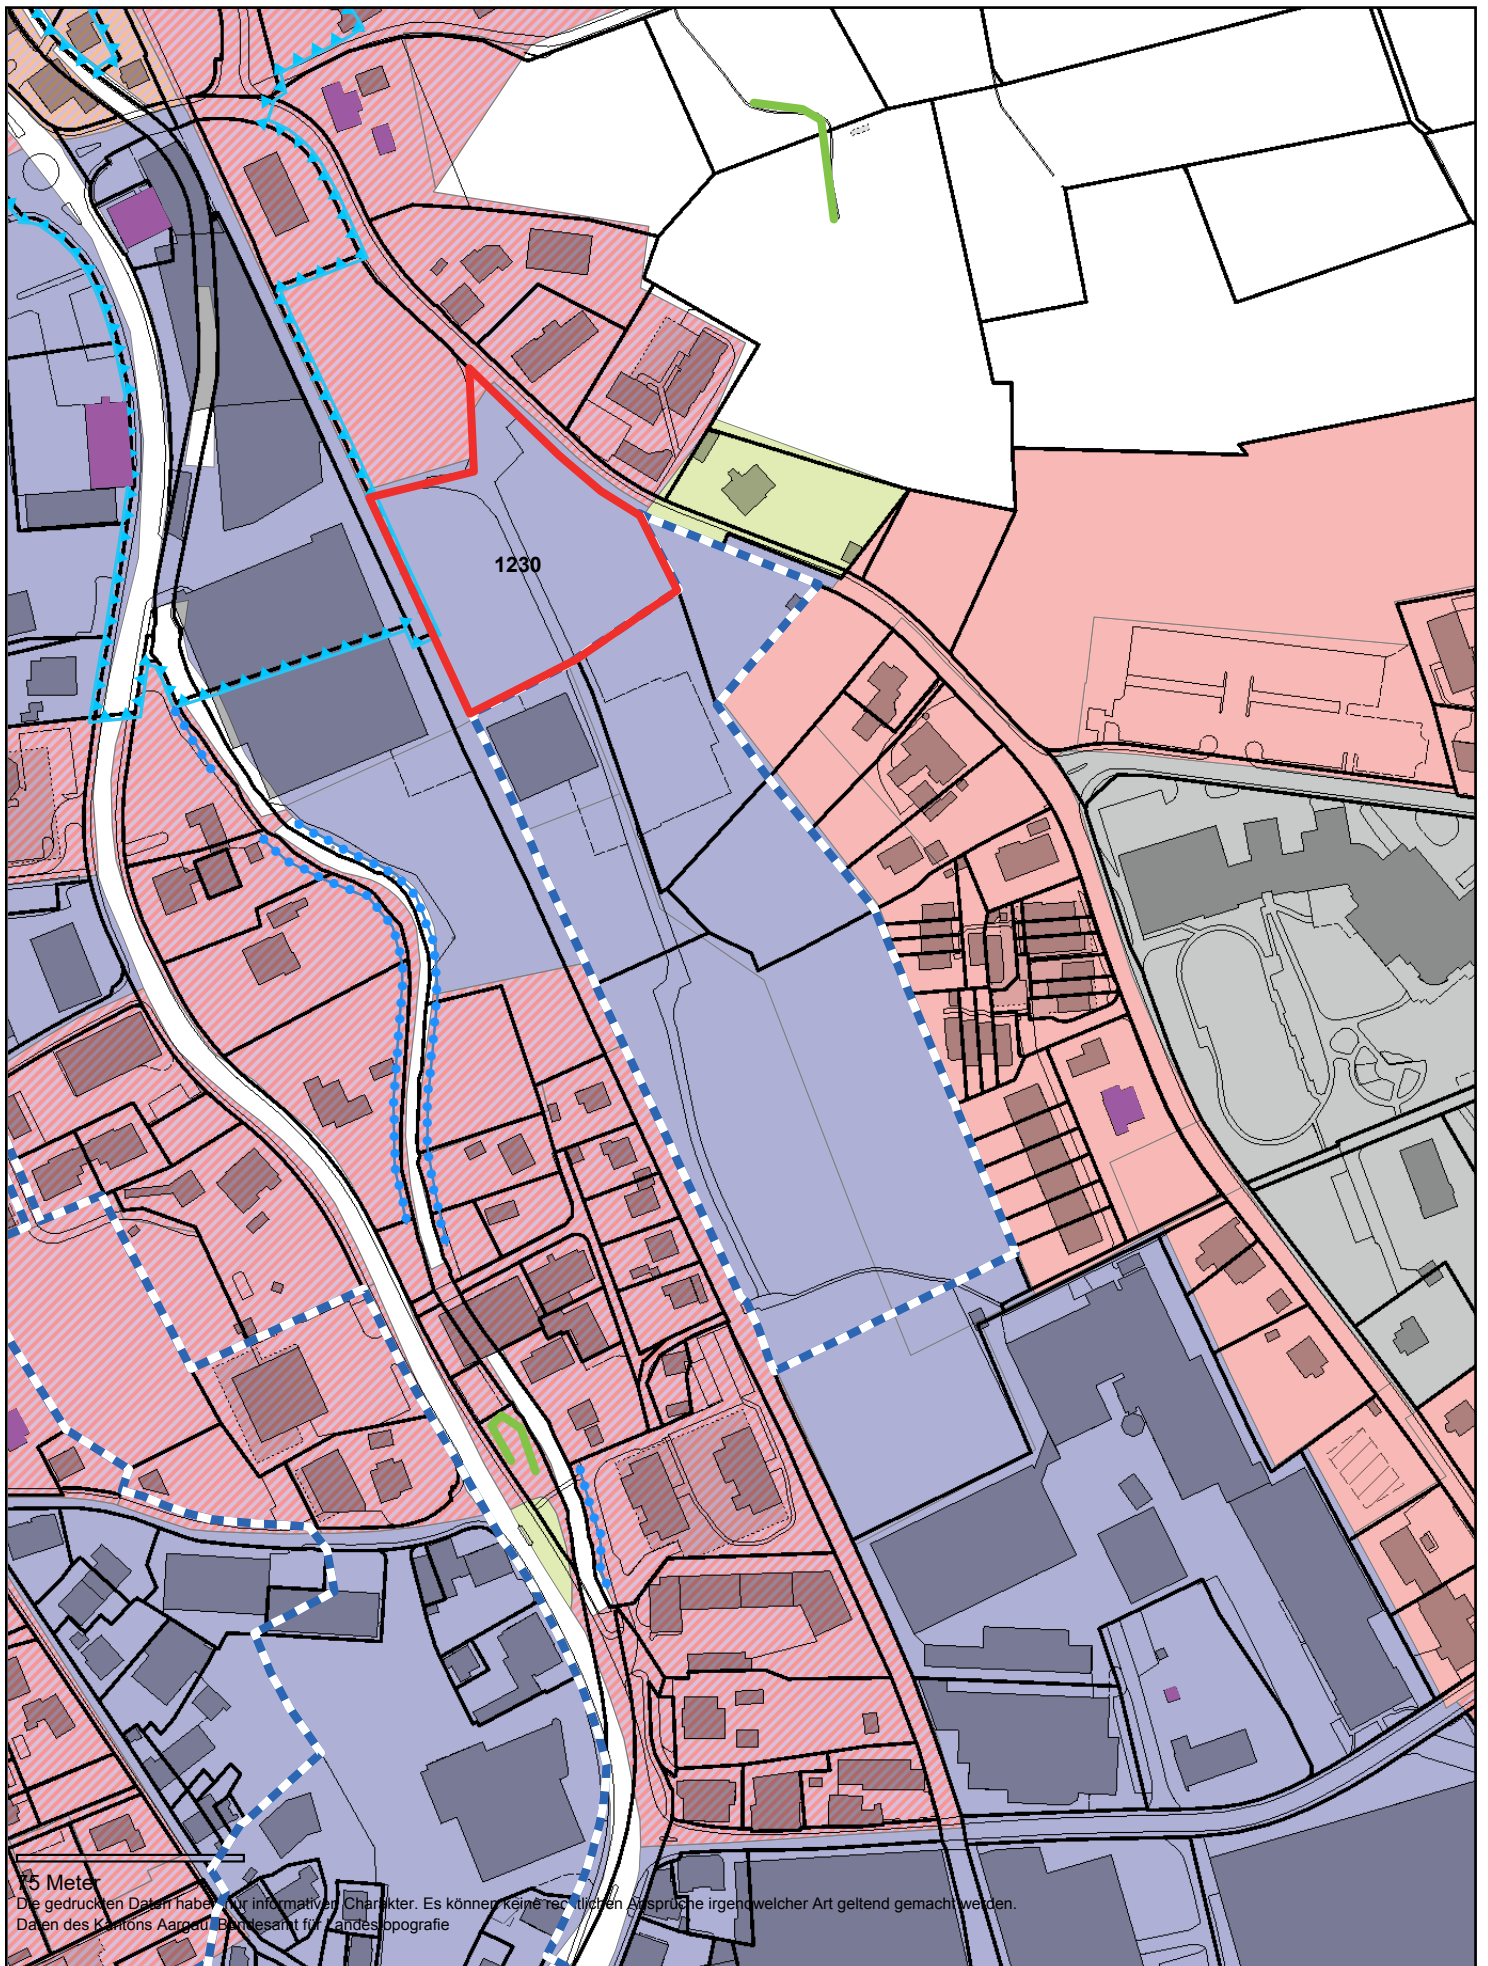 1230
75 Meter
Die gedruckten Daten haben nur informativen Charakter. Es können keine rechtlichen Ansprüche irgendwelcher Art geltend gemacht werden.
Daten des Kantons Aargau, Bundesamt für Landestopografie